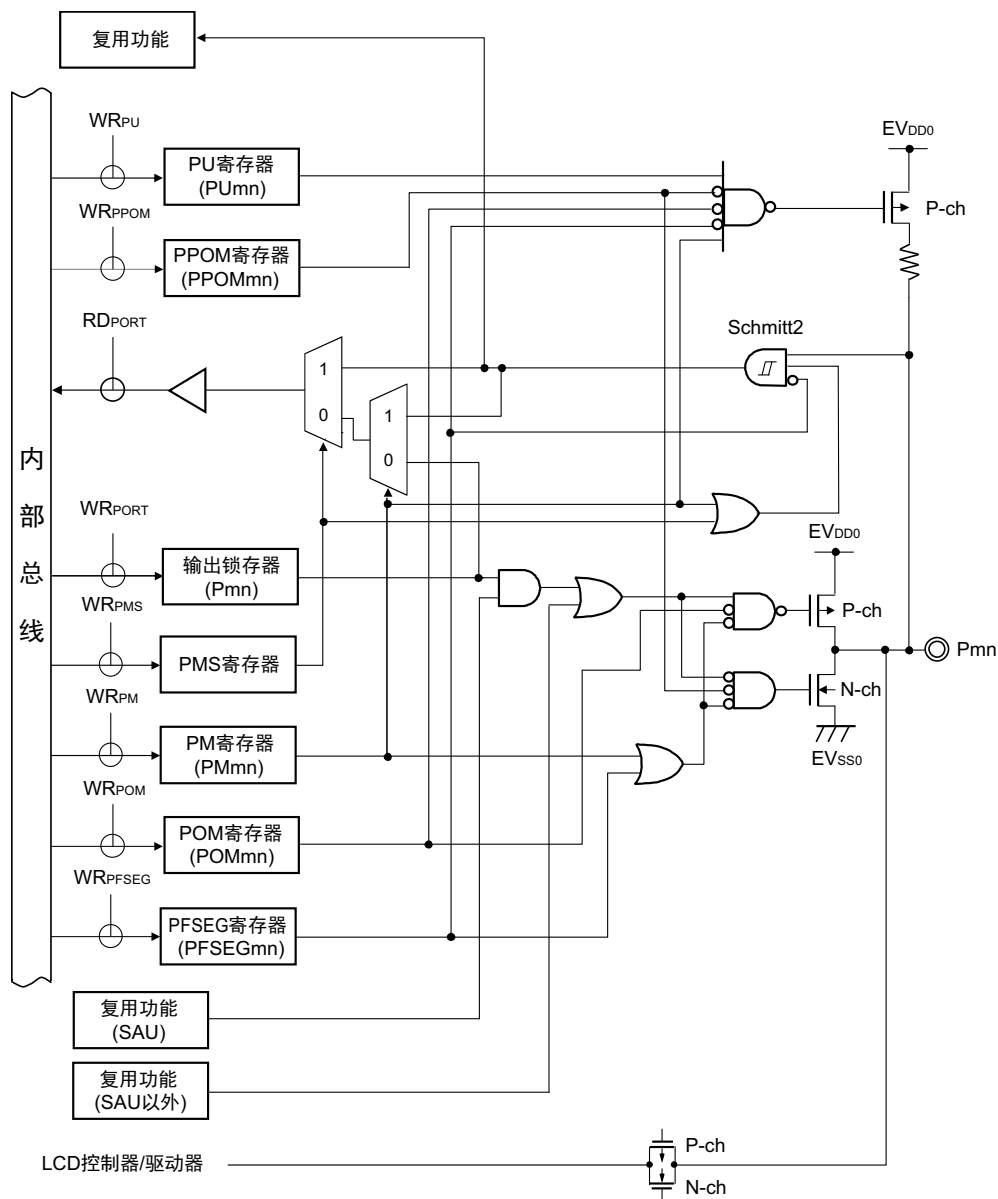 复用功能
WRPU
PU寄存器
(PUmn)
EVDD0
P-ch
WRPPOM
PPOM寄存器
(PPOMmn)
RDPORT
Schmitt2
1
0
1
0
内部总线
WRPORT
输出锁存器
(Pmn)
EVDD0
P-ch
WRPMS
PMS寄存器
Pmn
N-ch
WRPM
PM寄存器
(PMmn)
EVSS0
WRPOM
POM寄存器
(POMmn)
WRPFSEG
PFSEG寄存器
(PFSEGmn)
复用功能
(SAU)
复用功能
(SAU以外)
LCD控制器/驱动器
P-ch
N-ch